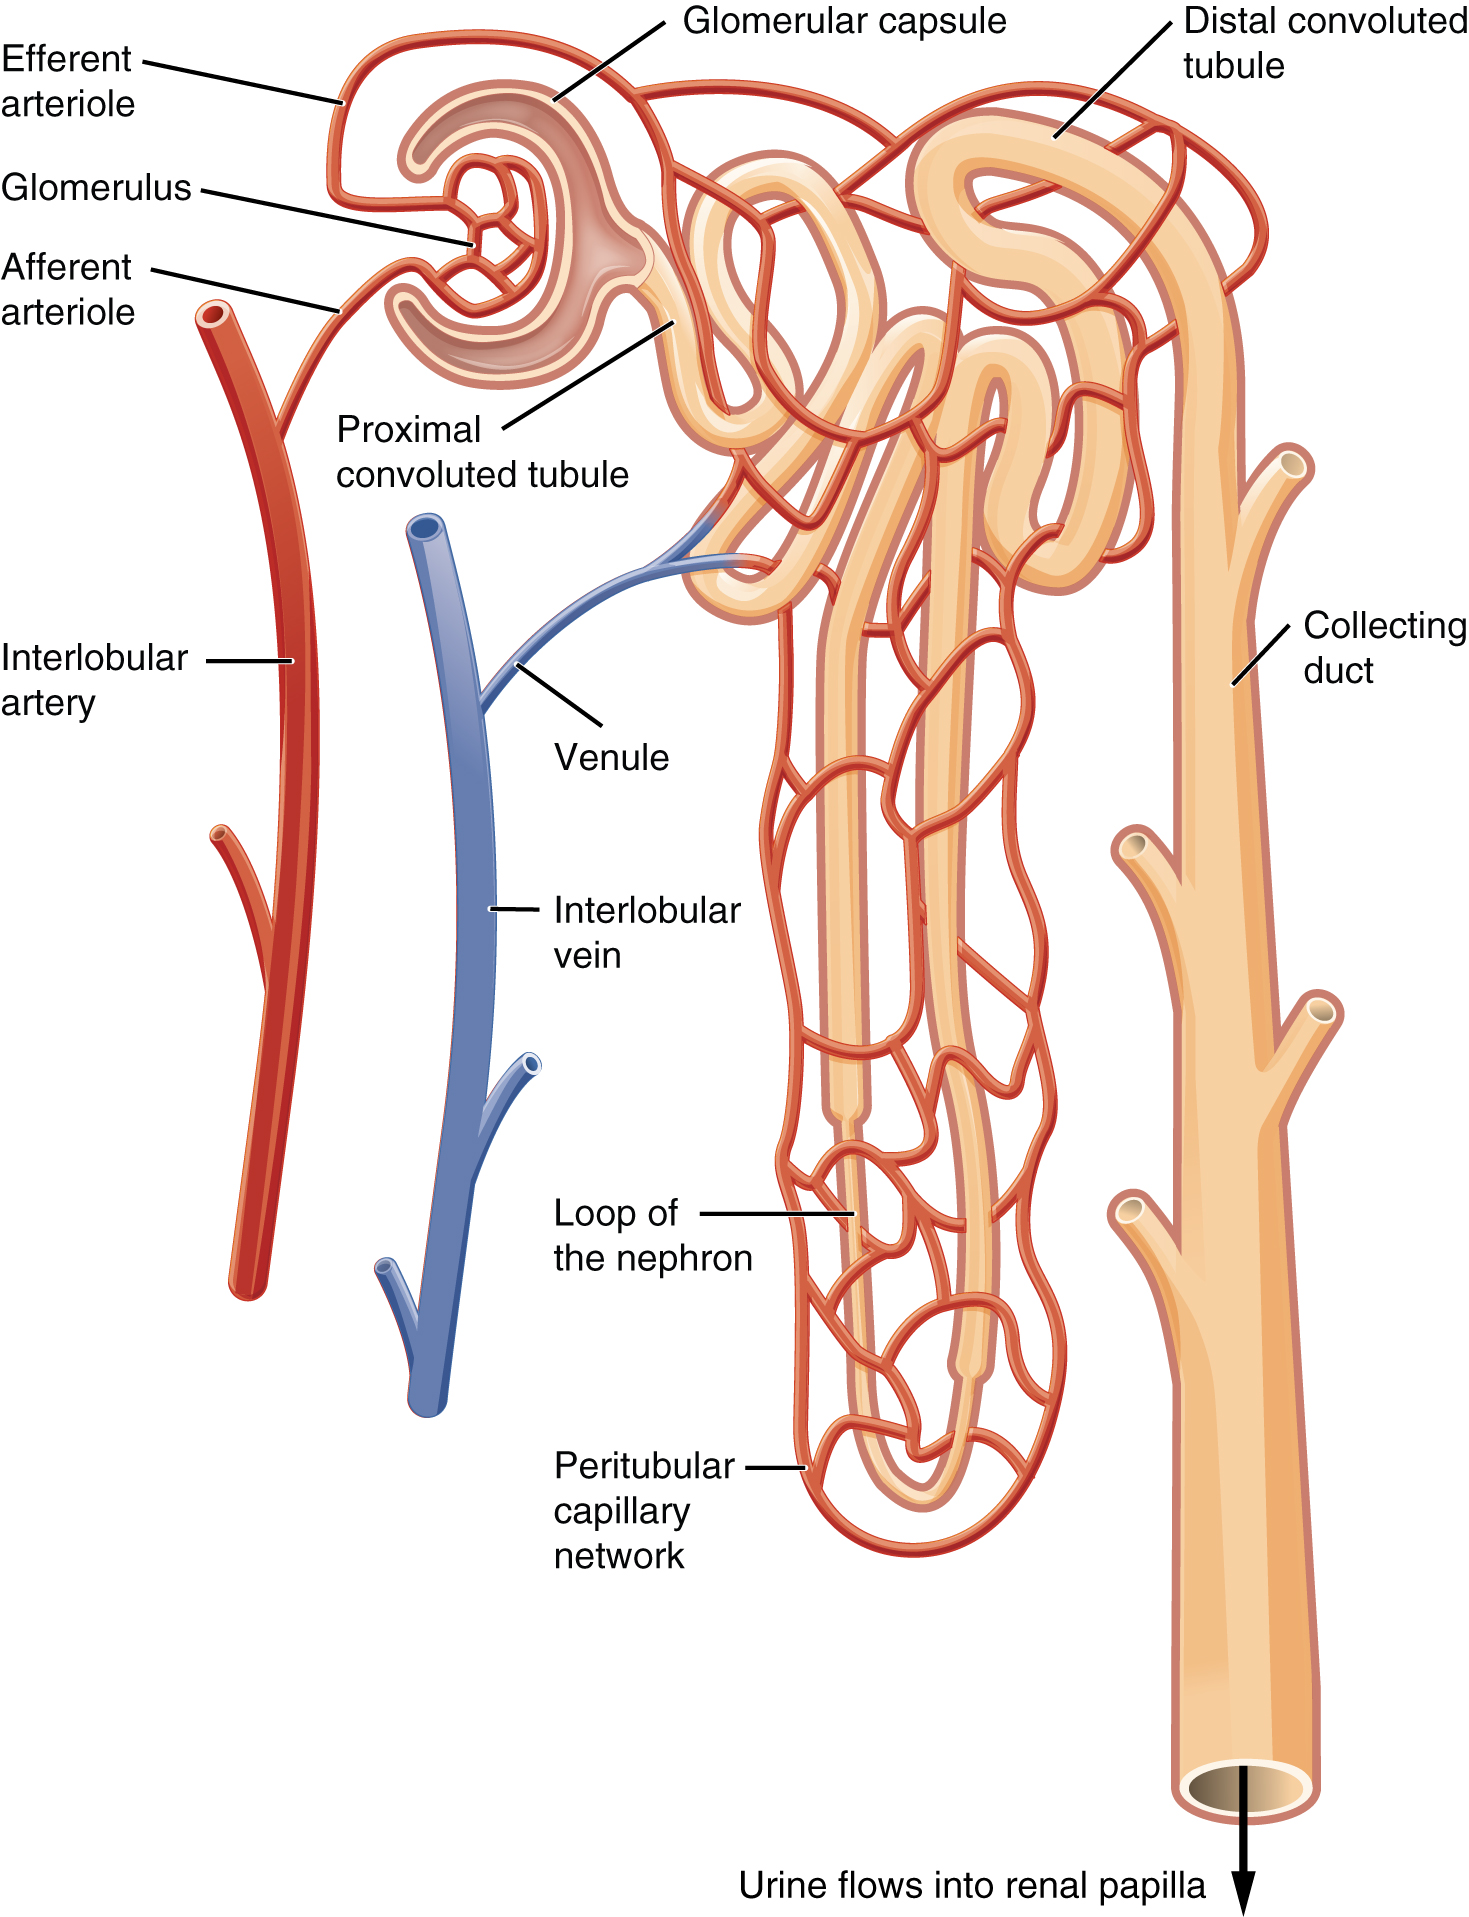 Glomerular capsule
Distal convoluted
tubule
Efferent
arteriole
Glomerulus
Afferent
arteriole
Proximal
convoluted tubule
Interlobular
artery
Collecting
duct
Venule
Interlobular
vein
Loop of
the nephron
Peritubular
capillary
network
Urine flows into renal papilla